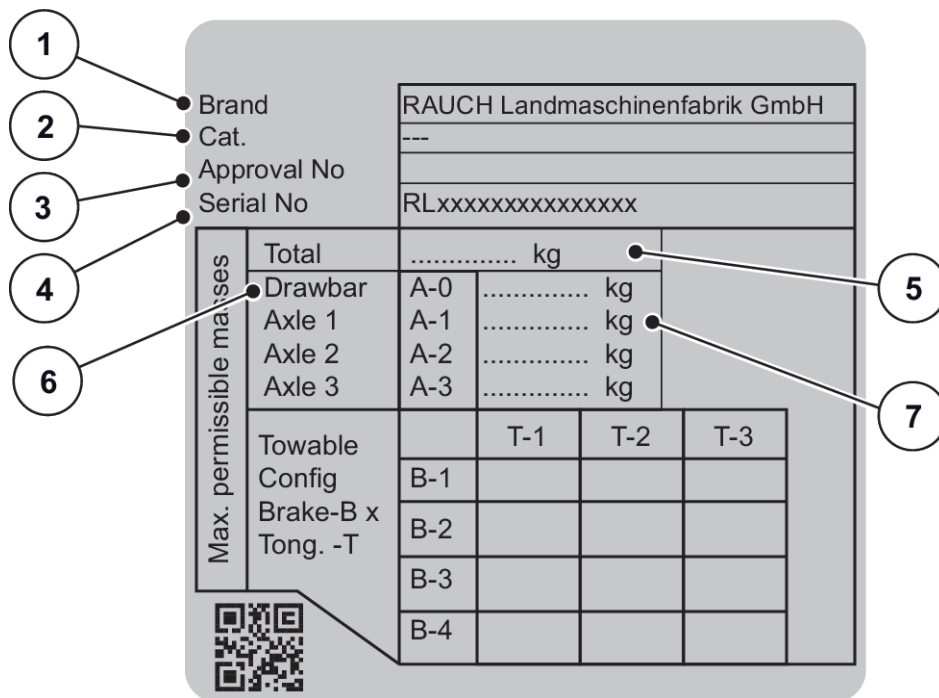 1
2
3
4
6
5
7
Brand RAUCH Landmaschinenfabrik GmbH
Cat. ---
Approval No
Serial No RLxxxxxxxxxxxxxxx
Max. permissible masses
Total .............. kg
Drawbar A-0 .............. kg
Axle 1 A-1 .............. kg
Axle 2 A-2 .............. kg
Axle 3 A-3 .............. kg
T-1 T-2 T-3
Towable
Config
Brake-B x
Tong. -T
B-1
B-2
B-3
B-4